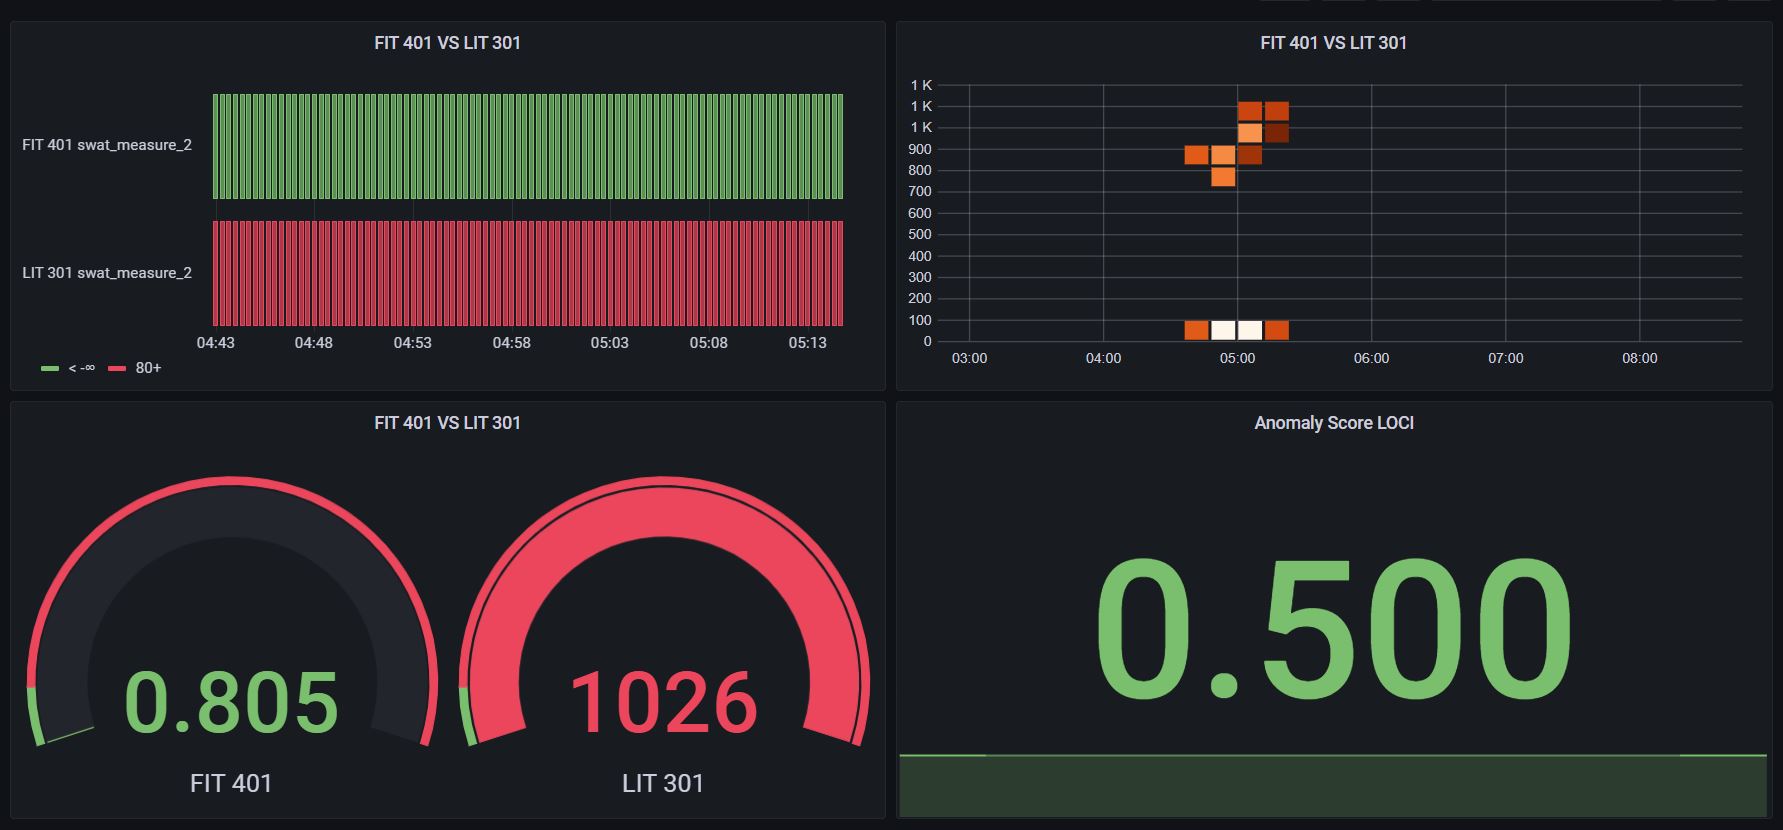 FIT 401 VS LIT 301
FIT 401 swat_measure_2
LIT 301 swat_measure_2
04:43 04:48 04:53 04:58 05:03 05:08 05:13
< -∞ 80+
FIT 401 VS LIT 301
1 K
1 K
1 K
900
800
700
600
500
400
300
200
100
0
03:00 04:00 05:00 06:00 07:00 08:00
FIT 401 VS LIT 301
0.805 1026
FIT 401 LIT 301
Anomaly Score LOCI
0.500